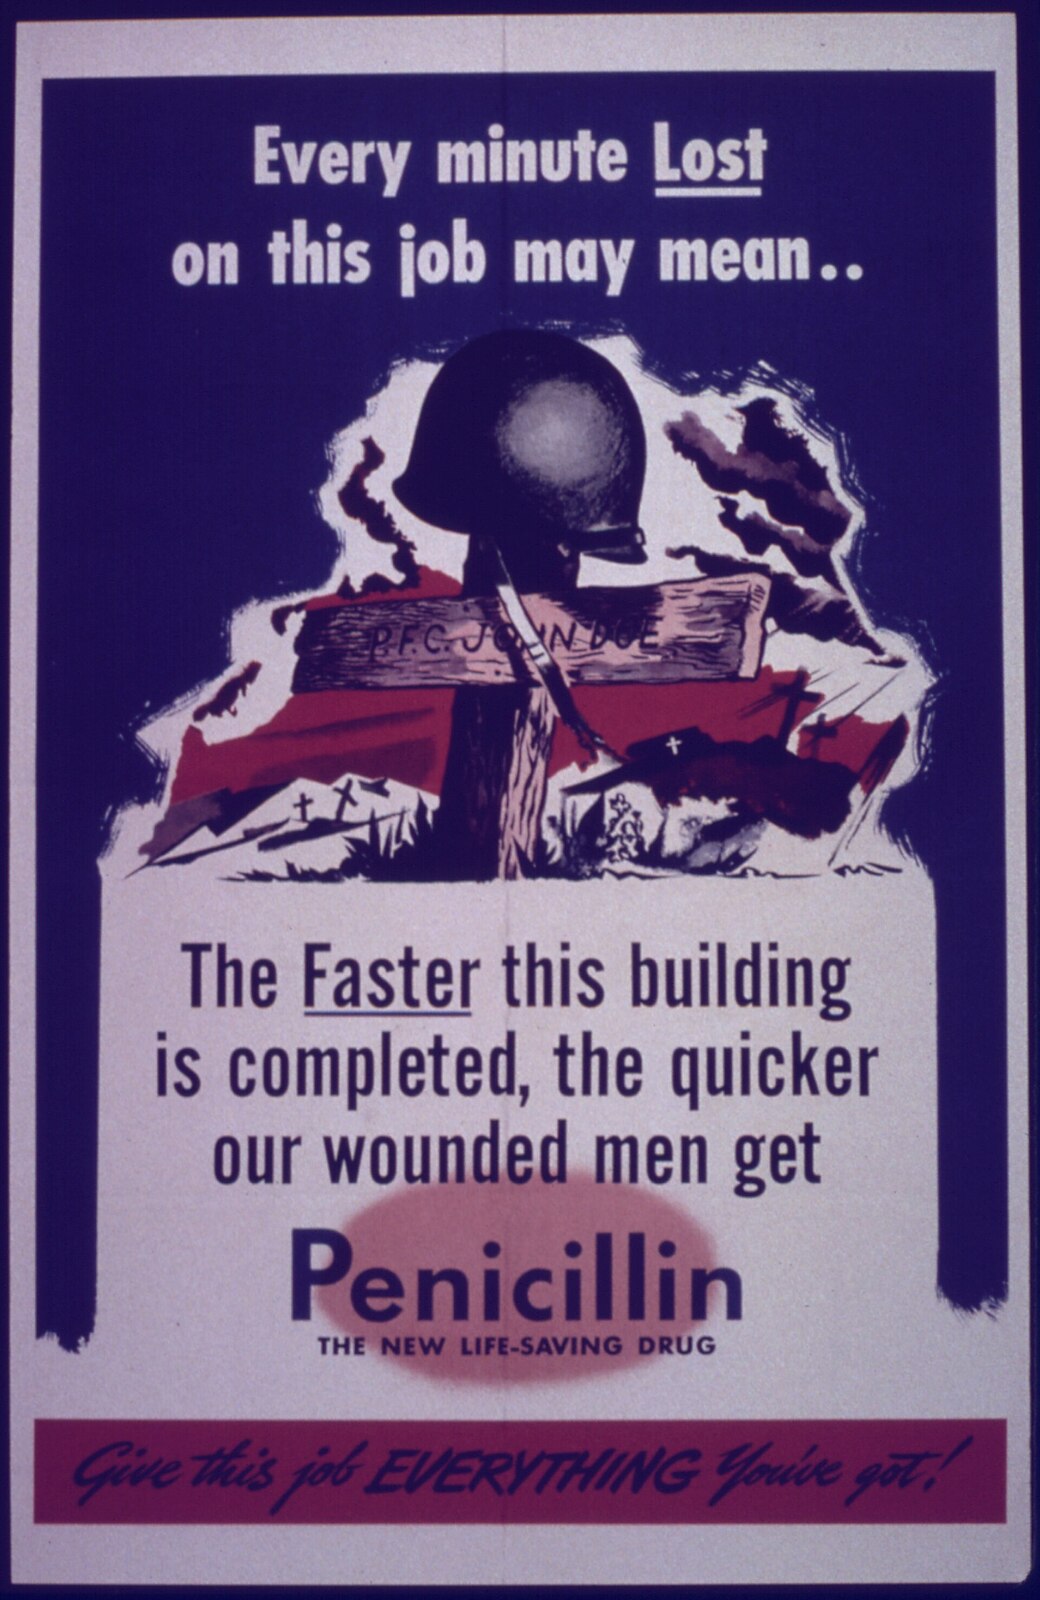 Every minute Lost
on this job may mean..
P.F.C. JOHN DOE
The Faster this building
is completed, the quicker
our wounded men get
Penicillin
THE NEW LIFE-SAVING DRUG
Give this job EVERYTHING You've got!